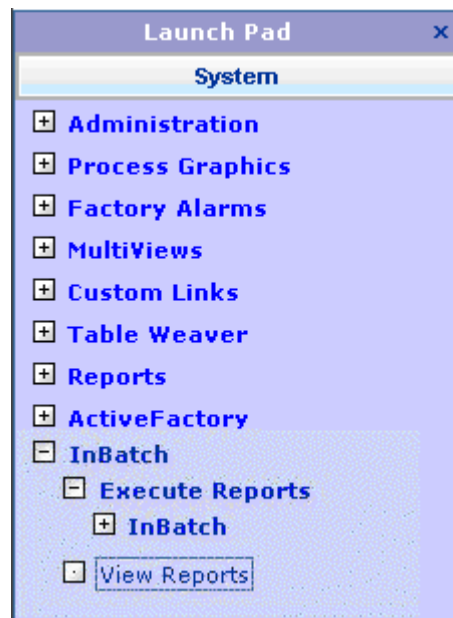 Launch Pad x
System
Administration
Process Graphics
Factory Alarms
MultiViews
Custom Links
Table Weaver
Reports
ActiveFactory
InBatch
Execute Reports
InBatch
View Reports